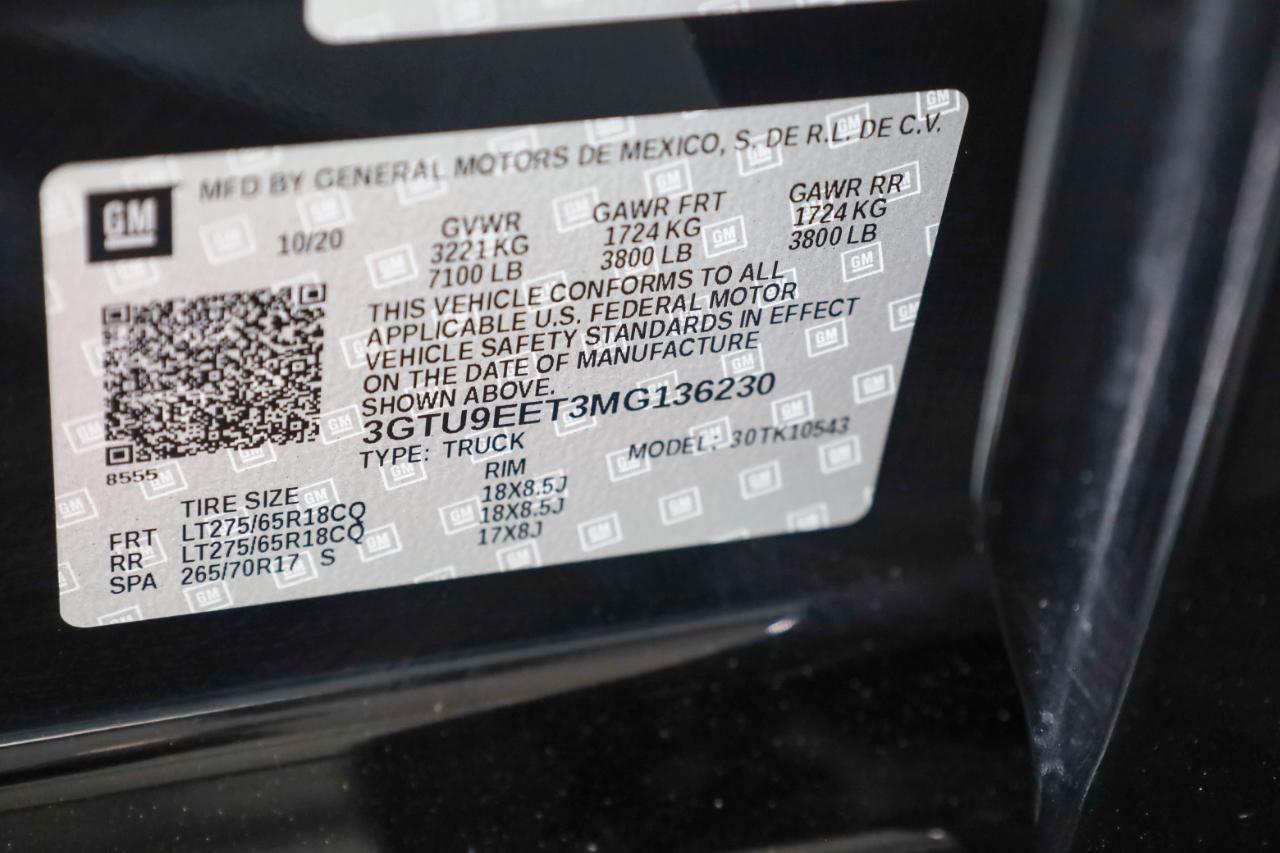 MFD BY GENERAL MOTORS DE MEXICO, S. DE R.L. DE C.V.
GM
10/20
GVWR GAWR FRT GAWR RR
3221 KG 1724 KG 1724 KG
7100 LB 3800 LB 3800 LB
THIS VEHICLE CONFORMS TO ALL
APPLICABLE U.S. FEDERAL MOTOR
VEHICLE SAFETY STANDARDS IN EFFECT
ON THE DATE OF MANUFACTURE
SHOWN ABOVE.
3GTU9EET3MG136230
TYPE: TRUCK MODEL: 30TK10543
8555
TIRE SIZE RIM
FRT LT275/65R18CQ 18X8.5J
RR LT275/65R18CQ 18X8.5J
SPA 265/70R17 S 17X8J